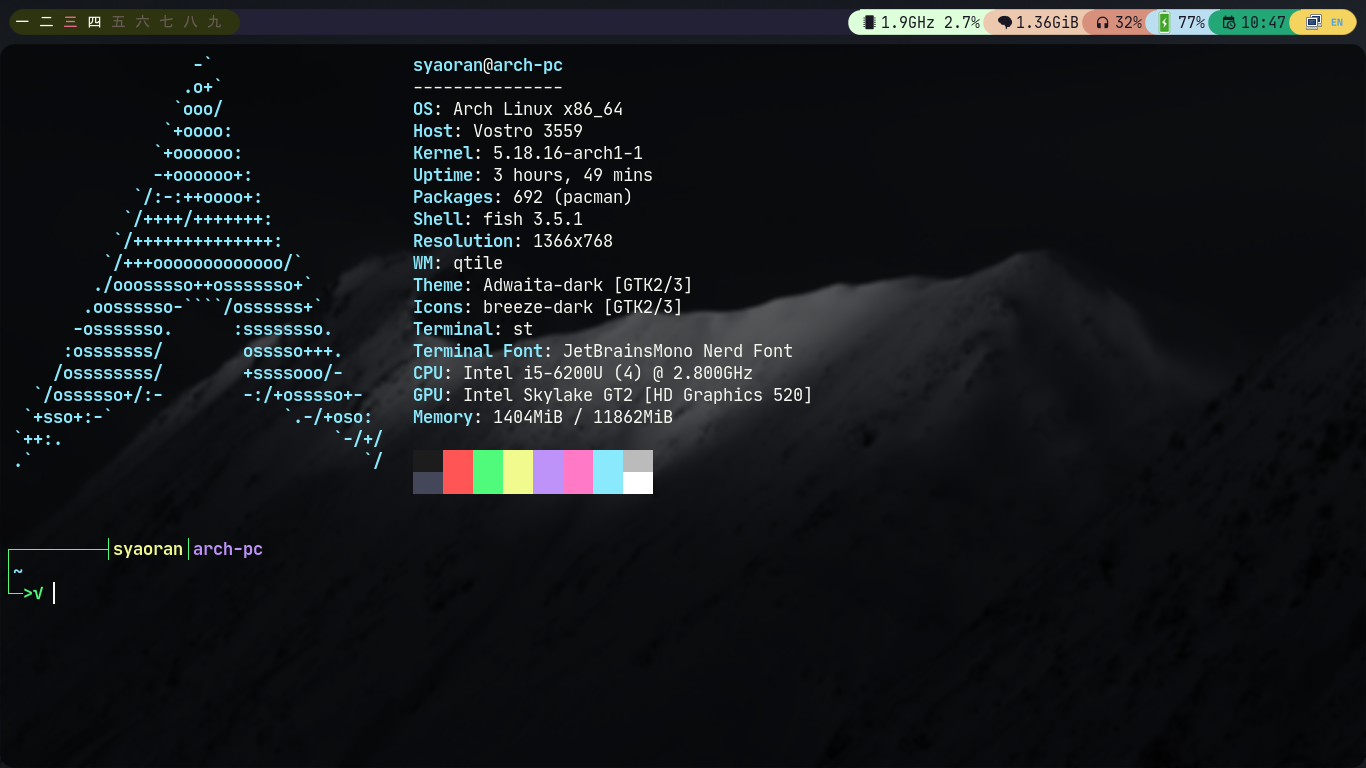 一 二 三 四 五 六 七 八 九 1.9GHz 2.7% 1.36GiB 32% 77% 10:47 EN
                  -`
                 .o+`
                `ooo/
               `+oooo:
              `+oooooo:
              -+oooooo+:
            `/:-:++oooo+:
           `/++++/+++++++:
          `/++++++++++++++:
         `/+++ooooooooooooo/`
        ./ooosssso++osssssso+`
       .oossssso-````/ossssss+`
      -osssssso.      :ssssssso.
     :osssssss/        osssso+++.
    /ossssssss/        +ssssooo/-
  `/ossssso+/:-        -:/+osssso+-
 `+sso+:-`                 `.-/+oso:
`++:.                           `-/+/
.`                                 `/
syaoran@arch-pc
---------------
OS: Arch Linux x86_64
Host: Vostro 3559
Kernel: 5.18.16-arch1-1
Uptime: 3 hours, 49 mins
Packages: 692 (pacman)
Shell: fish 3.5.1
Resolution: 1366x768
WM: qtile
Theme: Adwaita-dark [GTK2/3]
Icons: breeze-dark [GTK2/3]
Terminal: st
Terminal Font: JetBrainsMono Nerd Font
CPU: Intel i5-6200U (4) @ 2.800GHz
GPU: Intel Skylake GT2 [HD Graphics 520]
Memory: 1404MiB / 11862MiB
┌──────────┤syaoran│arch-pc
│~
└─>√